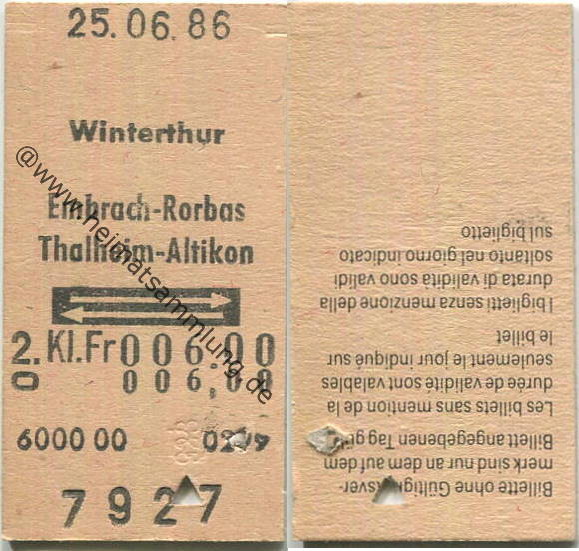 25.06.86
Winterthur
Embrach-Rorbas
Thalheim-Altikon
2. Kl. Fr 006.00
0 006.00
6000 00
7927
@www.heimatsammlung.de
Billette ohne Gültigkeitsver-
merk sind nur an dem auf dem
Billett angegebenen Tag gültig
Les billets sans mention de la
durée de validité sont valables
seulement le jour indiqué sur
le billet
I biglietti senza menzione della
durata di validità sono validi
soltanto nel giorno indicato
sul biglietto